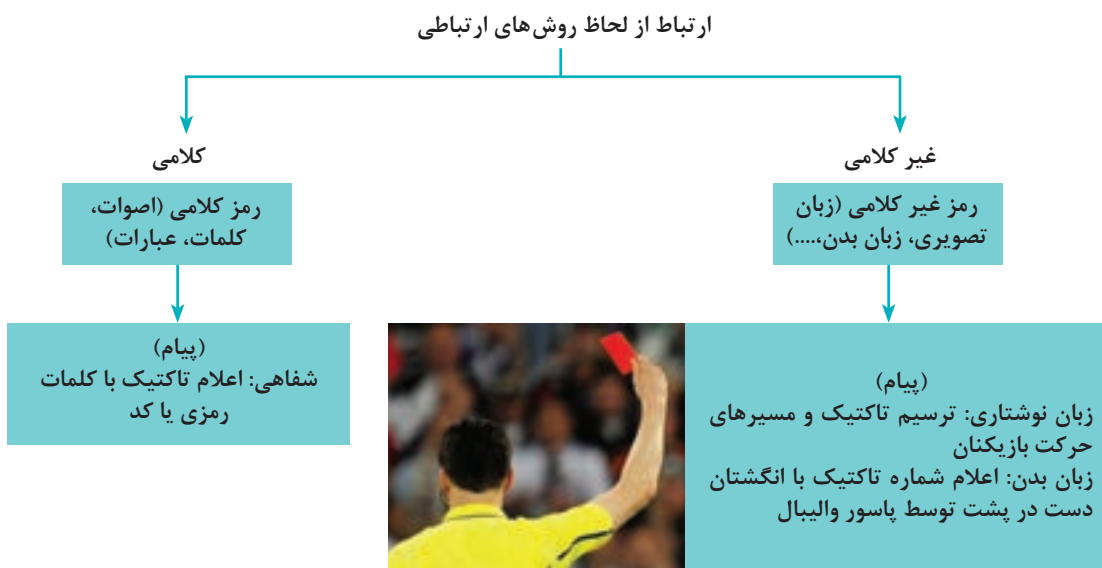 ارتباط از لحاظ روش‌های ارتباطی
غیر کلامی
رمز غیر کلامی (زبان
تصویری، زبان بدن،....)
(پیام)
زبان نوشتاری: ترسیم تاکتیک و مسیرهای
حرکت بازیکنان
زبان بدن: اعلام شماره تاکتیک با انگشتان
دست در پشت توسط پاسور والیبال
کلامی
رمز کلامی (اصوات،
کلمات، عبارات)
(پیام)
شفاهی: اعلام تاکتیک با کلمات
رمزی یا کد